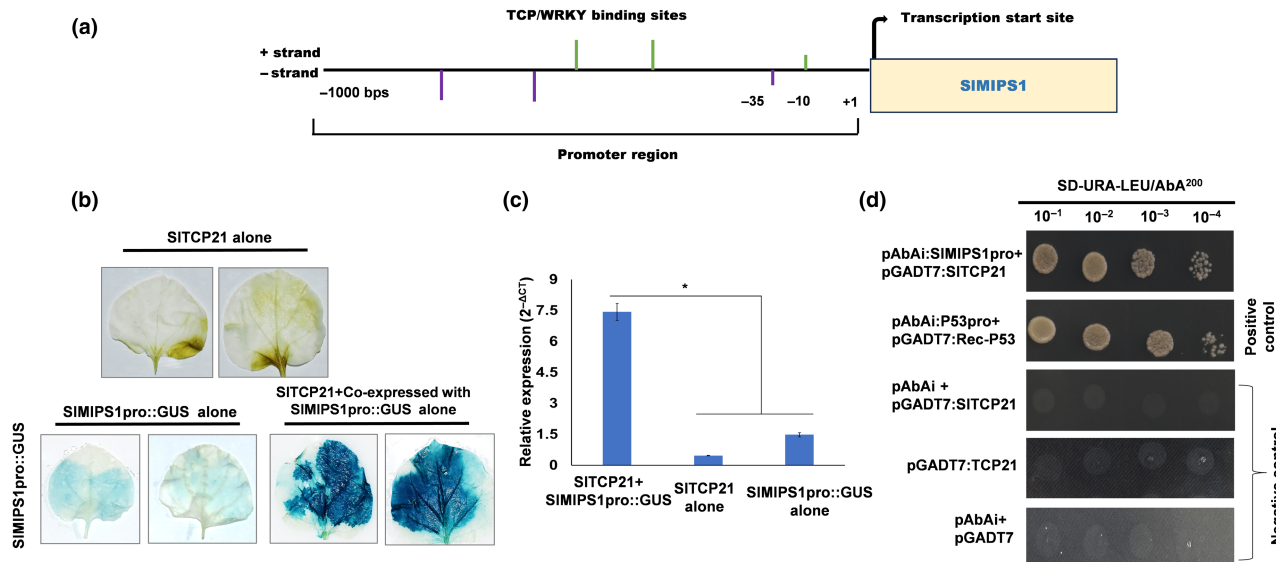 (a)
TCP/WRKY binding sites
Transcription start site
+ strand
– strand
–1000 bps
–35
–10
+1
SlMIPS1
Promoter region
(b)
SlTCP21 alone
SlMIPS1pro::GUS alone
SlTCP21+Co-expressed with
SlMIPS1pro::GUS alone
SlMIPS1pro::GUS
(c)
Relative expression (2–ΔCT)
9
7.5
6
4.5
3
1.5
0
*
SlTCP21+
SlMIPS1pro::GUS
SlTCP21
alone
SlMIPS1pro::GUS
alone
(d)
SD-URA-LEU/AbA200
10–1 10–2 10–3 10–4
pAbAi:SlMIPS1pro+
pGADT7:SlTCP21
pAbAi:P53pro+
pGADT7:Rec-P53
pAbAi +
pGADT7:SlTCP21
pGADT7:TCP21
pAbAi+
pGADT7
Positive
control
Negative control